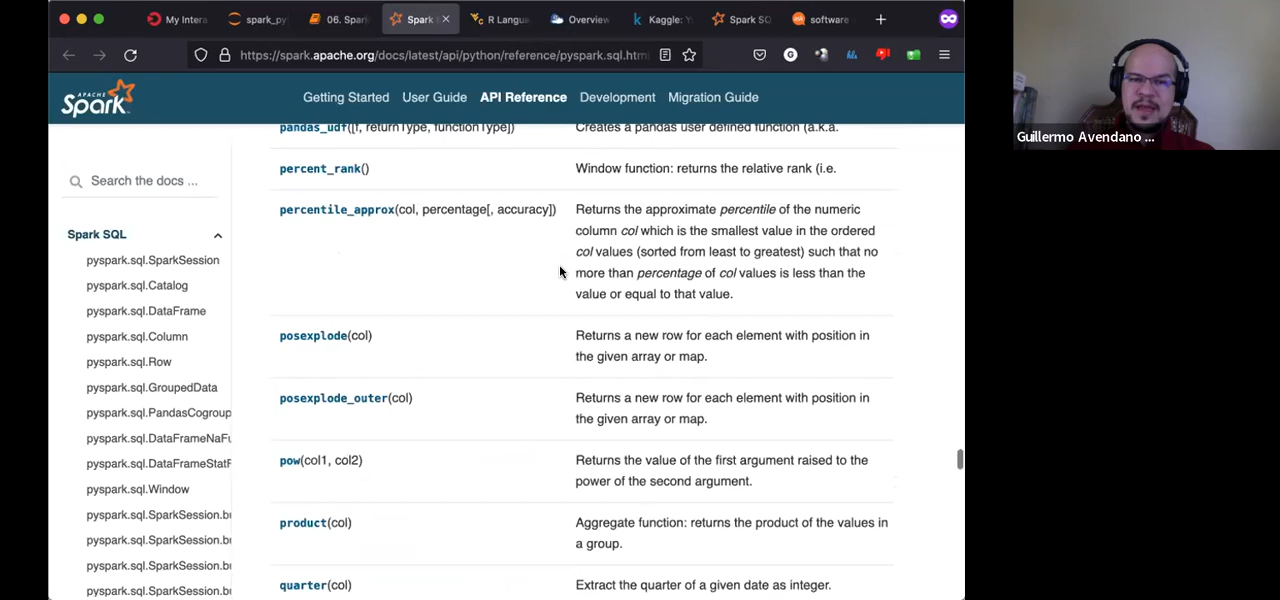 My Intera
spark_py
06. Spark
Spark
R Langu
Overview
Kaggle: Y
Spark SQ
software
https://spark.apache.org/docs/latest/api/python/reference/pyspark.sql.html
APACHE
Spark
Getting Started
User Guide
API Reference
Development
Migration Guide
Search the docs ...
Spark SQL
pyspark.sql.SparkSession
pyspark.sql.Catalog
pyspark.sql.DataFrame
pyspark.sql.Column
pyspark.sql.Row
pyspark.sql.GroupedData
pyspark.sql.PandasCogroup
pyspark.sql.DataFrameNaFu
pyspark.sql.DataFrameStatF
pyspark.sql.Window
pyspark.sql.SparkSession.bu
pyspark.sql.SparkSession.bu
pyspark.sql.SparkSession.bu
pyspark.sql.SparkSession.bu
pandas_udf([f, returnType, functionType])
Creates a pandas user defined function (a.k.a.
percent_rank()
Window function: returns the relative rank (i.e.
percentile_approx(col, percentage[, accuracy])
Returns the approximate percentile of the numeric
column col which is the smallest value in the ordered
col values (sorted from least to greatest) such that no
more than percentage of col values is less than the
value or equal to that value.
posexplode(col)
Returns a new row for each element with position in
the given array or map.
posexplode_outer(col)
Returns a new row for each element with position in
the given array or map.
pow(col1, col2)
Returns the value of the first argument raised to the
power of the second argument.
product(col)
Aggregate function: returns the product of the values in
a group.
quarter(col)
Extract the quarter of a given date as integer.
Guillermo Avendano ...